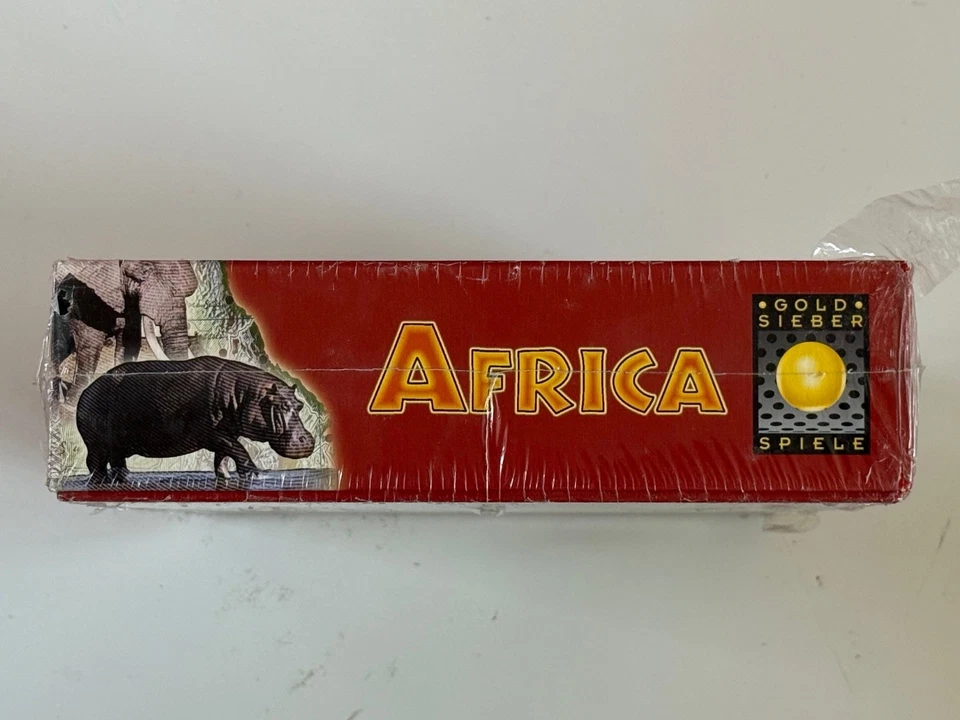 AFRICA
• GOLD •
SIEBER
SPIELE